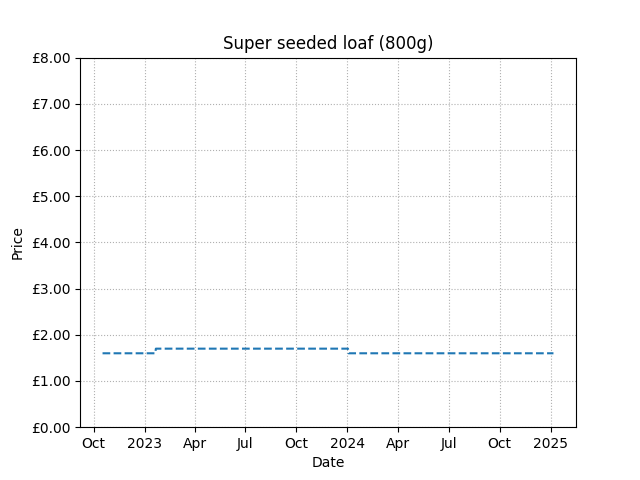 Super seeded loaf (800g)
£8.00
£7.00
£6.00
£5.00
£4.00
£3.00
£2.00
£1.00
£0.00
Price
Oct 2023 Apr Jul Oct 2024 Apr Jul Oct 2025
Date